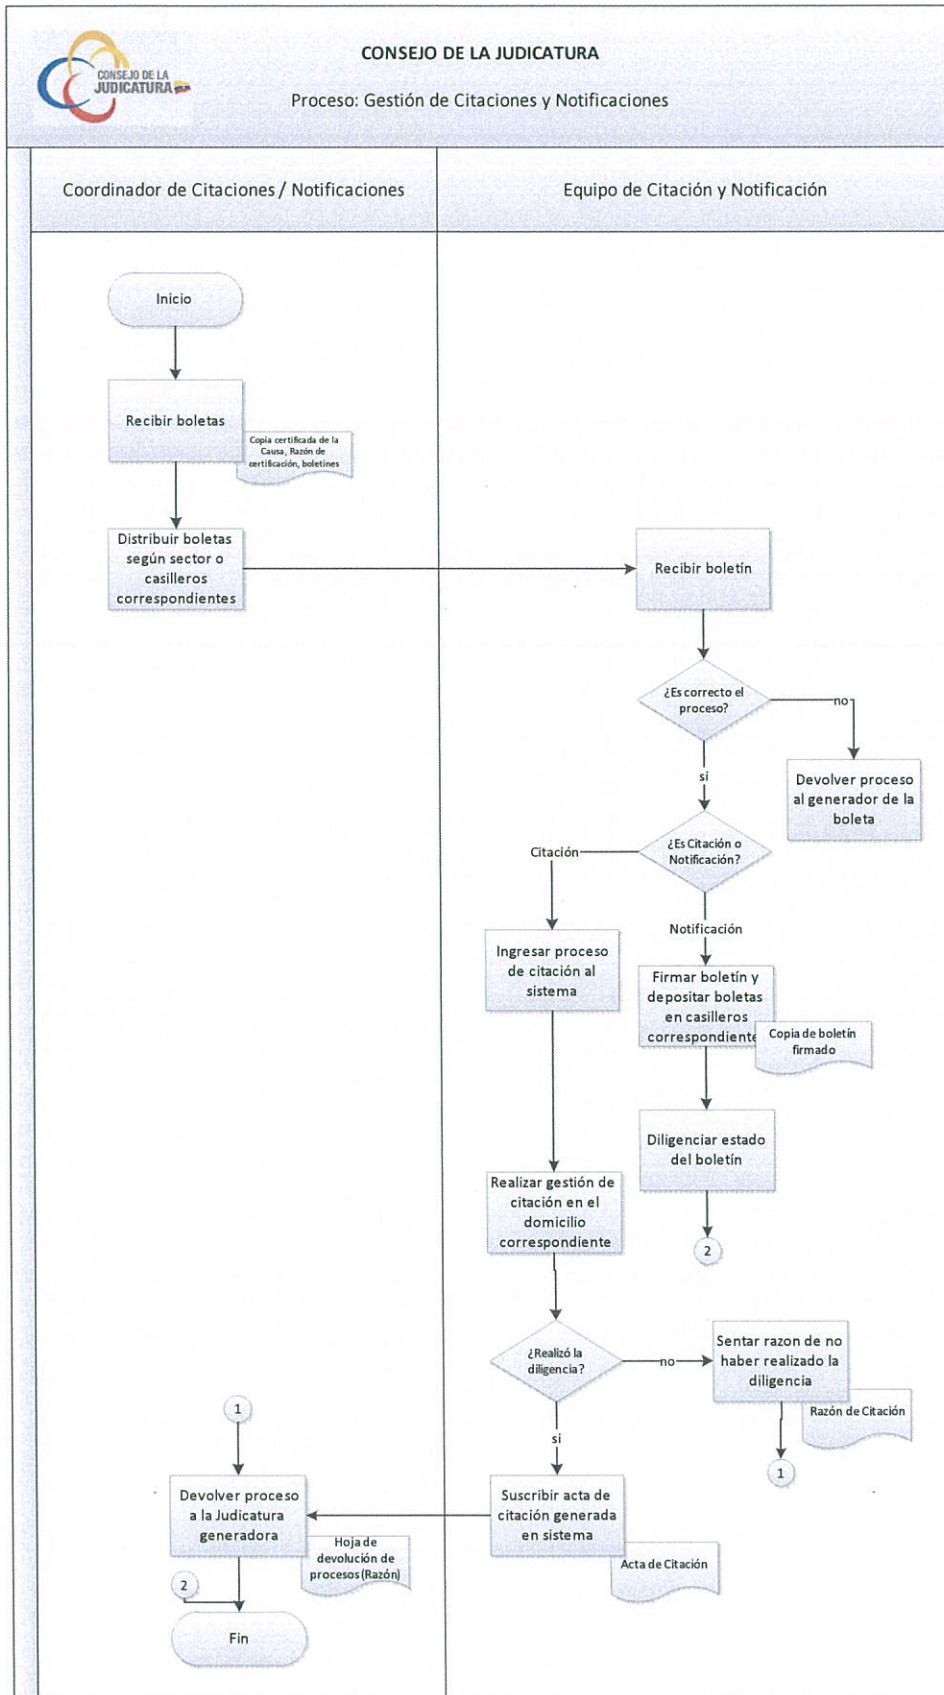 CONSEJO DE LA JUDICATURA
CONSEJO DE LA
JUDICATURA
Proceso: Gestión de Citaciones y Notificaciones
Coordinador de Citaciones / Notificaciones
Equipo de Citación y Notificación
Inicio
Recibir boletas
Copia certificada de la
Causa, Razón de
certificación, boletines
Distribuir boletas
según sector o
casilleros
correspondientes
Recibir boletín
¿Es correcto el
proceso?
no
Devolver proceso
al generador de la
boleta
sí
¿Es Citación o
Notificación?
Citación
Notificación
Ingresar proceso
de citación al
sistema
Firmar boletín y
depositar boletas
en casilleros
correspondiente
Copia de boletín
firmado
Diligenciar estado
del boletín
2
Realizar gestión de
citación en el
domicilio
correspondiente
¿Realizó la
diligencia?
no
Sentar razon de no
haber realizado la
diligencia
Razón de Citación
1
si
1
Devolver proceso
a la Judicatura
generadora
Hoja de
devolución de
procesos (Razón)
Suscribir acta de
citación generada
en sistema
Acta de Citación
2
Fin